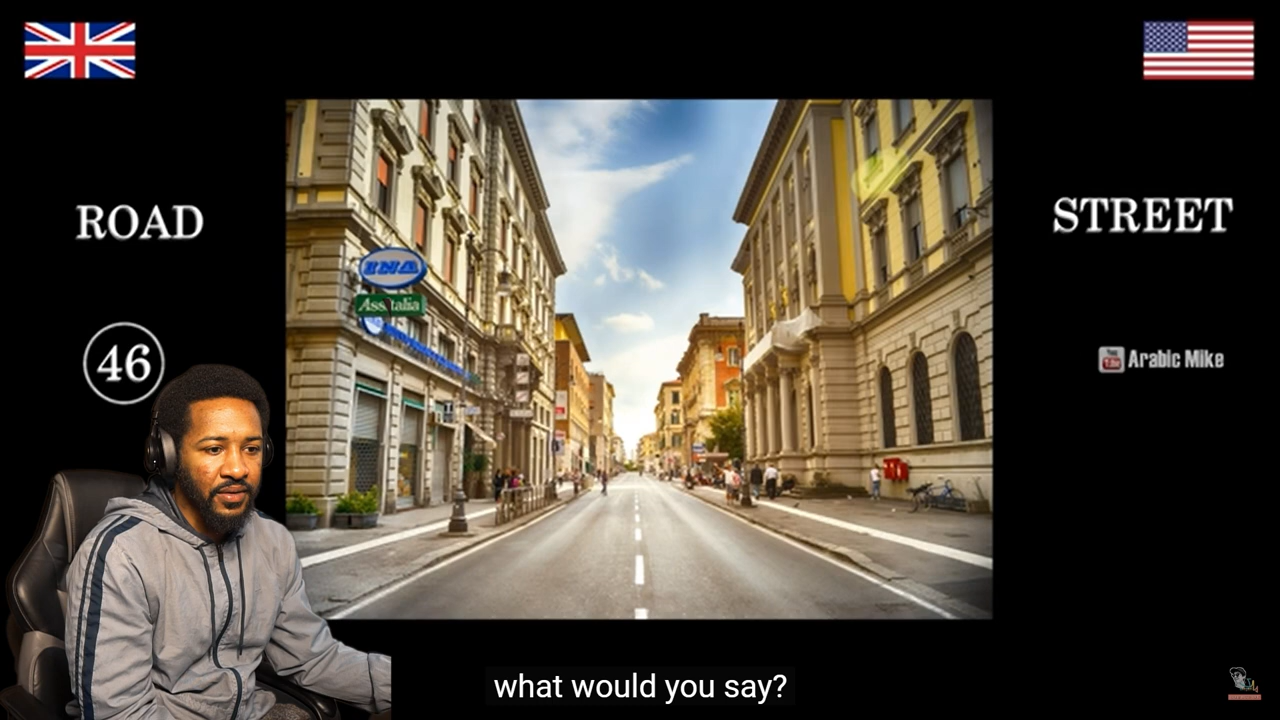 ROAD
STREET
INA
Assitalia
46
Arabic Mike
what would you say?